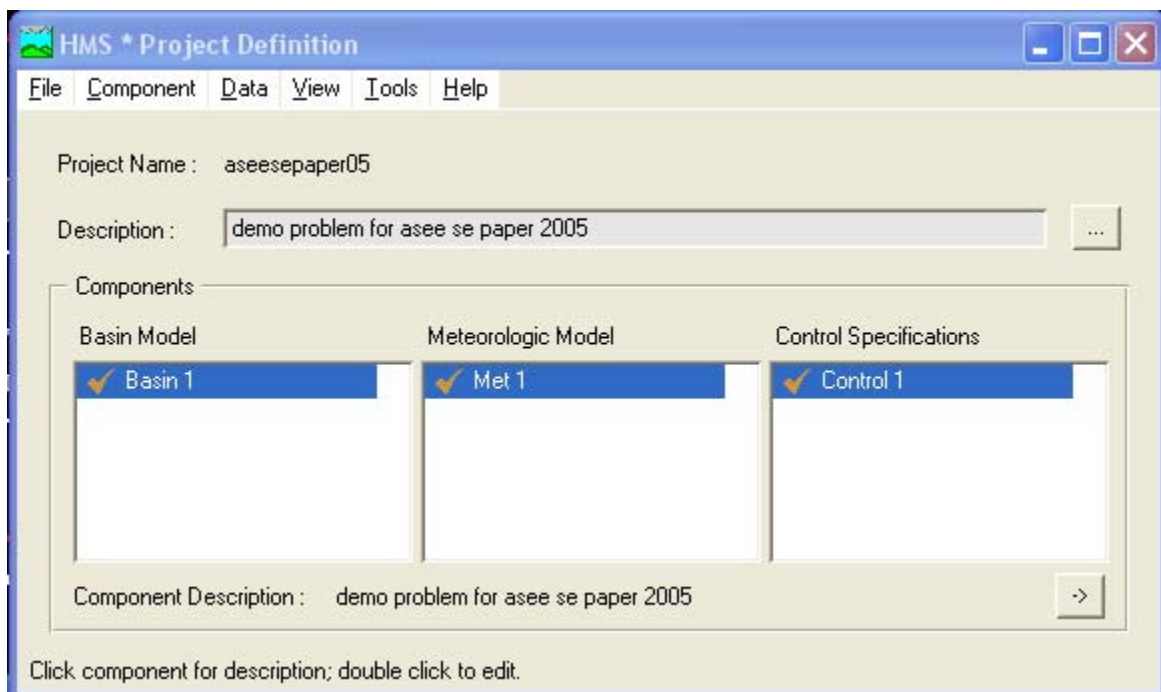 HMS * Project Definition
File Component Data View Tools Help
Project Name : aseesepaper05
Description : demo problem for asee se paper 2005 ...
Components
Basin Model Meteorologic Model Control Specifications
Basin 1 Met 1 Control 1
Component Description : demo problem for asee se paper 2005 ->
Click component for description; double click to edit.